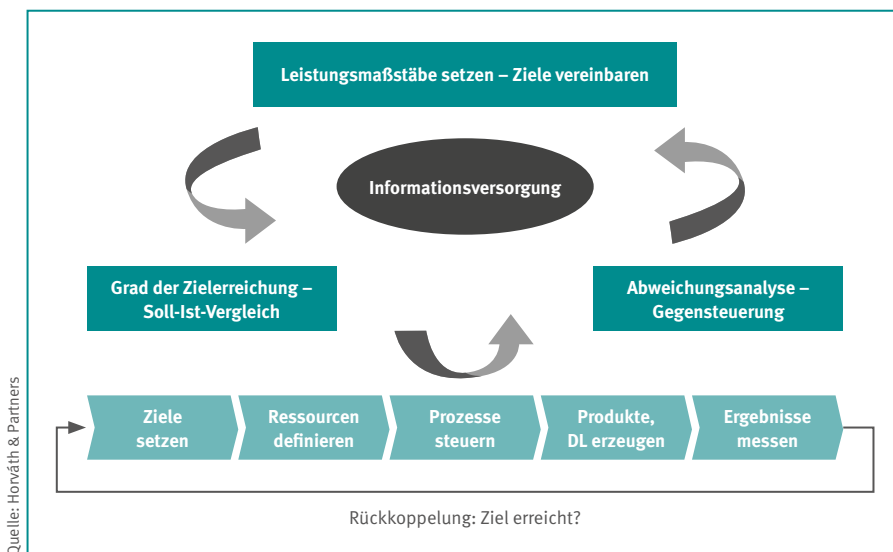 Leistungsmaßstäbe setzen – Ziele vereinbaren
Informationsversorgung
Grad der Zielerreichung –
Soll-Ist-Vergleich
Abweichungsanalyse –
Gegensteuerung
Ziele
setzen
Ressourcen
definieren
Prozesse
steuern
Produkte,
DL erzeugen
Ergebnisse
messen
Rückkoppelung: Ziel erreicht?
Quelle: Horváth & Partners